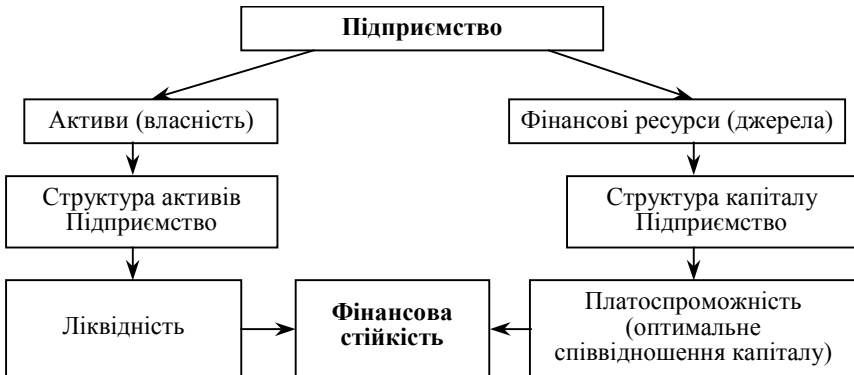 Підприємство
Активи (власність)
Фінансові ресурси (джерела)
Структура активів
Підприємство
Структура капіталу
Підприємство
Ліквідність
Фінансова
стійкість
Платоспроможність
(оптимальне
співвідношення капіталу)